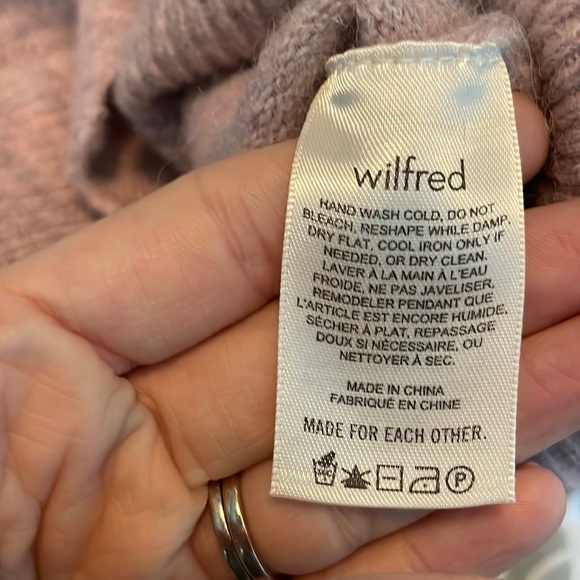 wilfred
HAND WASH COLD, DO NOT
BLEACH, RESHAPE WHILE DAMP,
DRY FLAT, COOL IRON ONLY IF
NEEDED, OR DRY CLEAN.
LAVER À LA MAIN À L'EAU
FROIDE, NE PAS JAVELISER,
REMODELER PENDANT QUE
L'ARTICLE EST ENCORE HUMIDE,
SÉCHER À PLAT, REPASSAGE
DOUX SI NÉCESSAIRE, OU
NETTOYER À SEC.
MADE IN CHINA
FABRIQUÉ EN CHINE
MADE FOR EACH OTHER.
P